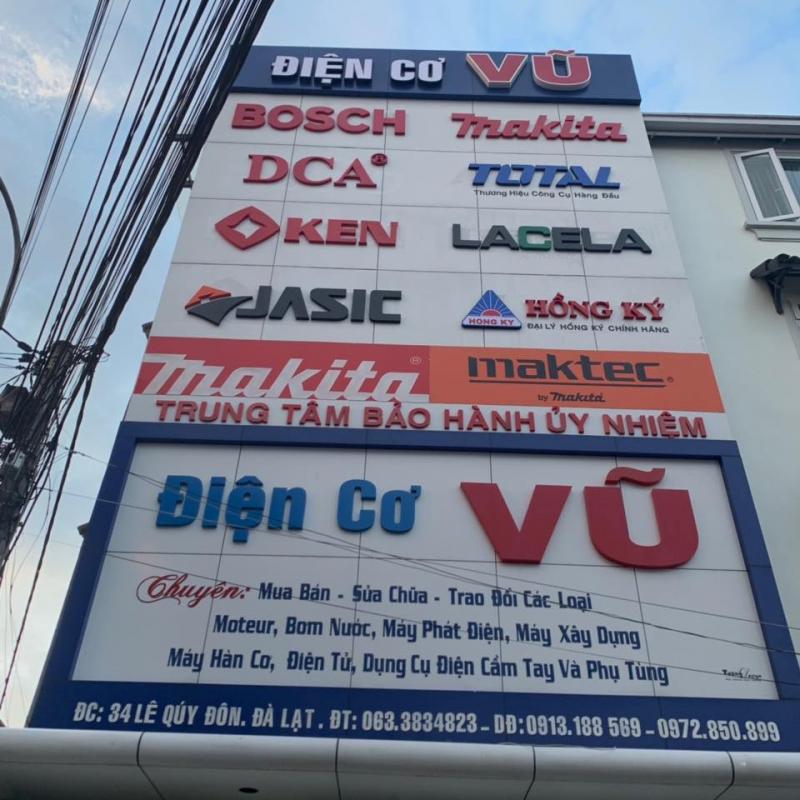 ĐIỆN CƠ VŨ
BOSCH makita
DCA® TOTAL
Thương Hiệu Công Cụ Hàng Đầu
KEN LACELA
JASIC HONG KY HỒNG KÝ
ĐẠI LÝ HỒNG KÝ CHÍNH HÃNG
makita® maktec®
by makita
TRUNG TÂM BẢO HÀNH ỦY NHIỆM
Điện Cơ VŨ
Chuyên: Mua Bán - Sửa Chữa - Trao Đổi Các Loại
Moteur, Bom Nước, Máy Phát Điện, Máy Xây Dựng
Máy Hàn Cơ, Điện Tử, Dụng Cụ Điện Cầm Tay Và Phụ Tùng
ĐC: 34 LÊ QÚY ĐÔN. ĐÀ LẠT . ĐT: 063.3834823 - DĐ: 0913.188 569 - 0972.850.899